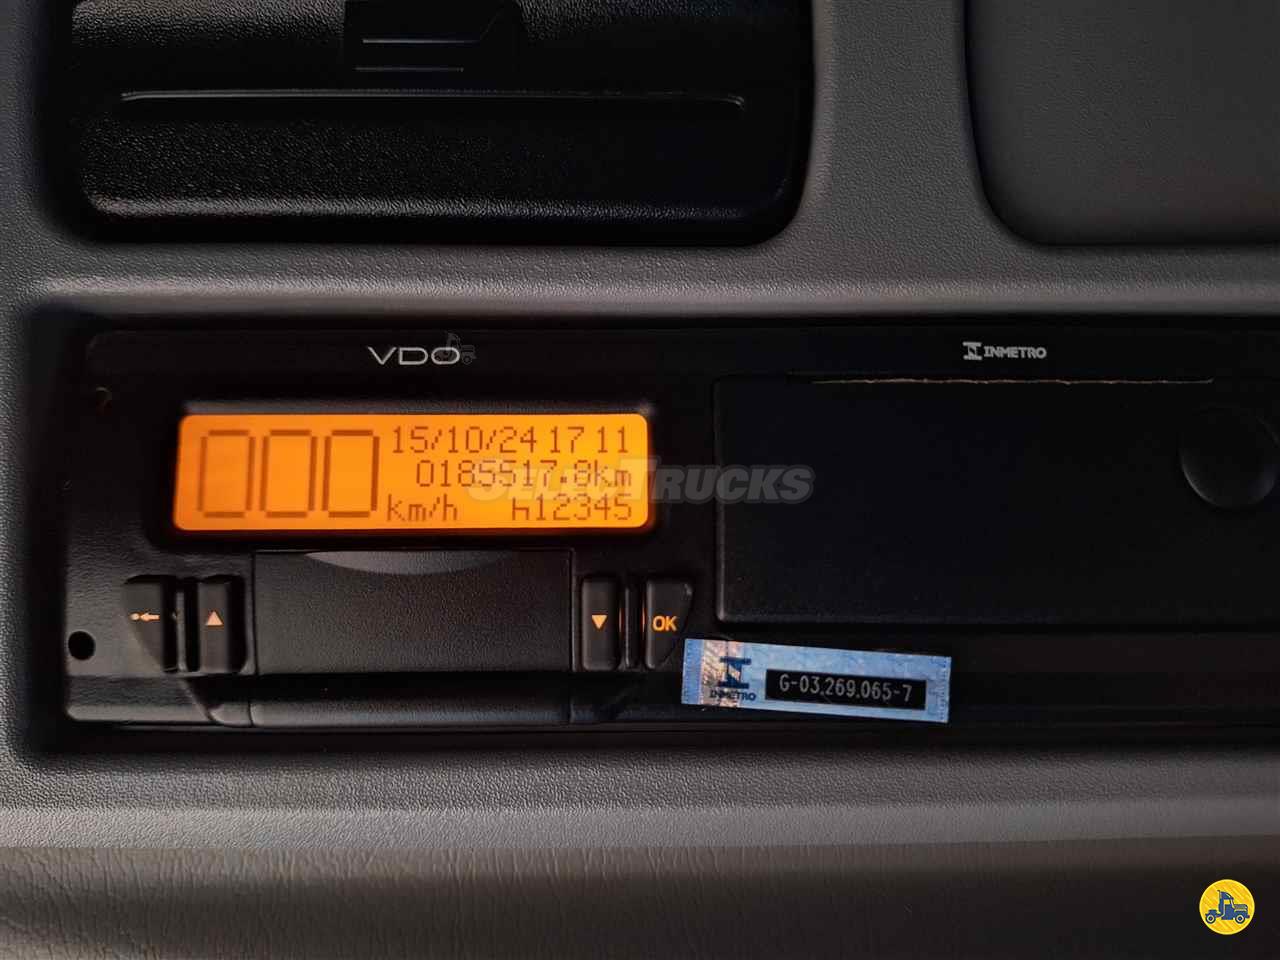 VDO
INMETRO
000
15/10/24 17 11
0185517.8km
km/h h12345
SELECTRUCKS
OK
INMETRO
G-03.269.065-7